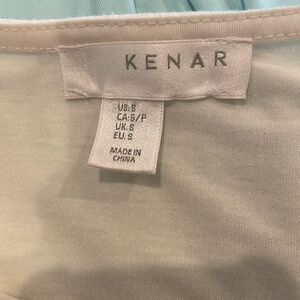 KENAR
US:S
CA:S/P
UK:S
EU:S
MADE IN
CHINA